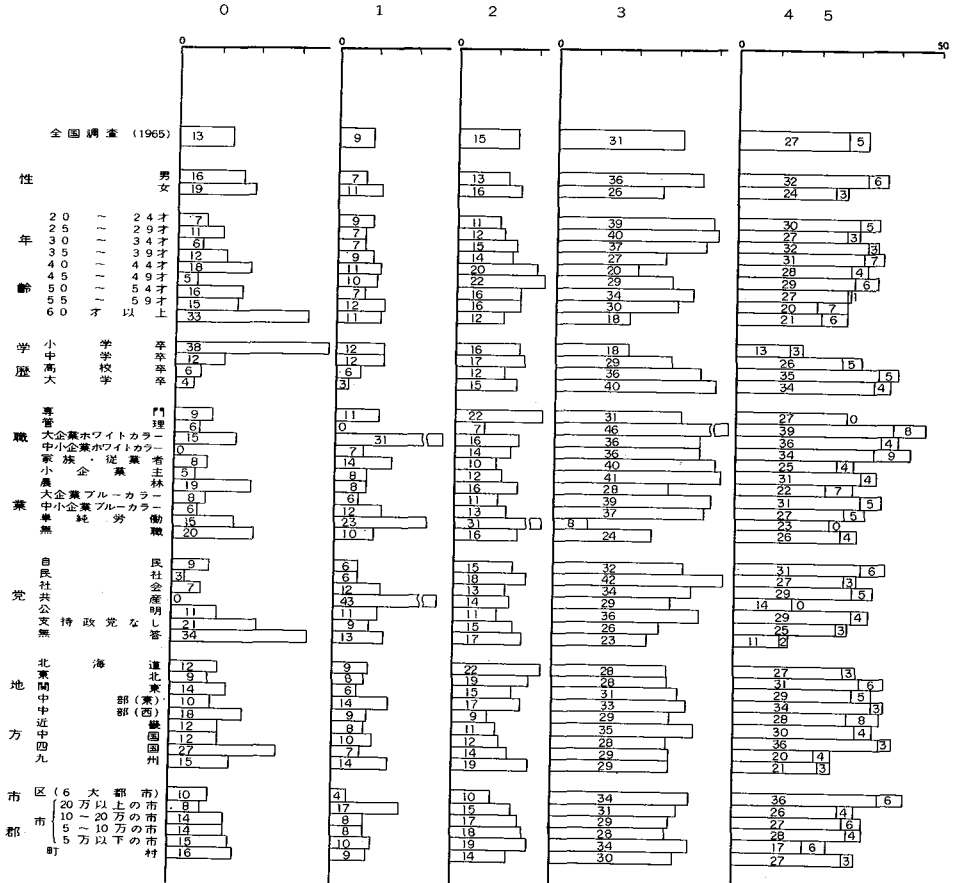 0 1 2 3 4 5
0 0 0 0 0 50
全国調査 (1965) 13 9 15 31 27 5
性
男 16 7 13 36 32 6
女 19 11 16 26 24 3
年齢
20 ~ 24才 7 9 11 39 30 5
25 ~ 29才 11 7 12 40 27 3
30 ~ 34才 6 7 15 37 32 3
35 ~ 39才 12 9 14 27 31 7
40 ~ 44才 18 11 20 20 28 4
45 ~ 49才 5 10 22 29 29 6
50 ~ 54才 16 7 16 34 27 1
55 ~ 59才 15 12 16 30 20 7
60才以上 33 11 12 18 21 6
学歴
小学卒 38 12 16 18 13 3
中学卒 12 12 17 29 26 5
高校卒 6 6 12 36 35 5
大学卒 4 3 15 40 34 4
職業
専門 9 11 22 31 27 0
管理 6 0 7 46 39 8
大企業ホワイトカラー 15 31 16 36 36 4
中小企業ホワイトカラー 0 7 14 36 34 9
家族・従業者 8 14 10 40 25 4
小企業主 5 8 12 41 31 4
農林 19 8 16 28 22 7
大企業ブルーカラー 8 6 11 39 31 5
中小企業ブルーカラー 6 12 13 37 27 5
単純労働 15 23 31 8 23 0
無職 20 10 16 24 26 4
党
自民 9 6 15 32 31 6
民社 3 6 18 42 27 3
社会 7 12 13 34 29 5
共産 0 43 14 29 14 0
公明 11 11 11 36 29 4
支持政党なし 21 9 15 26 25 3
無答 34 13 17 23 11 2
地方
北海道 12 9 22 28 27 3
東北 9 8 19 28 31 6
関東 14 6 15 31 29 5
中部(東) 10 14 17 33 34 3
中部(西) 18 9 9 29 28 8
近畿 12 8 11 35 30 4
中国 12 10 12 28 36 3
四国 27 7 14 29 20 4
九州 15 14 19 29 21 3
市郡
区(6大都市) 10 4 10 34 36 6
市
20万以上の市 8 17 15 31 26 4
10~20万の市 14 8 17 29 27 6
5~10万の市 14 8 18 28 28 4
5万以下の市 15 10 19 34 17 6
町村 16 9 14 30 27 3